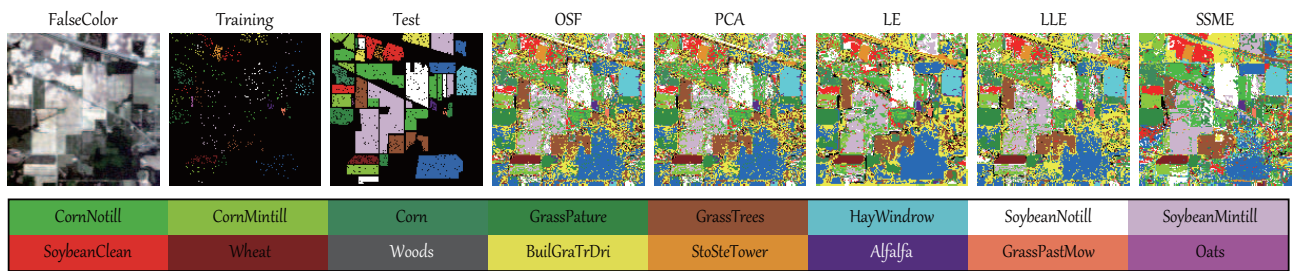 FalseColor Training Test OSF PCA LE LLE SSME
CornNotill CornMintill Corn GrassPature GrassTrees HayWindrow SoybeanNotill SoybeanMintill
SoybeanClean Wheat Woods BuilGraTrDri StoSteTower Alfalfa GrassPastMow Oats